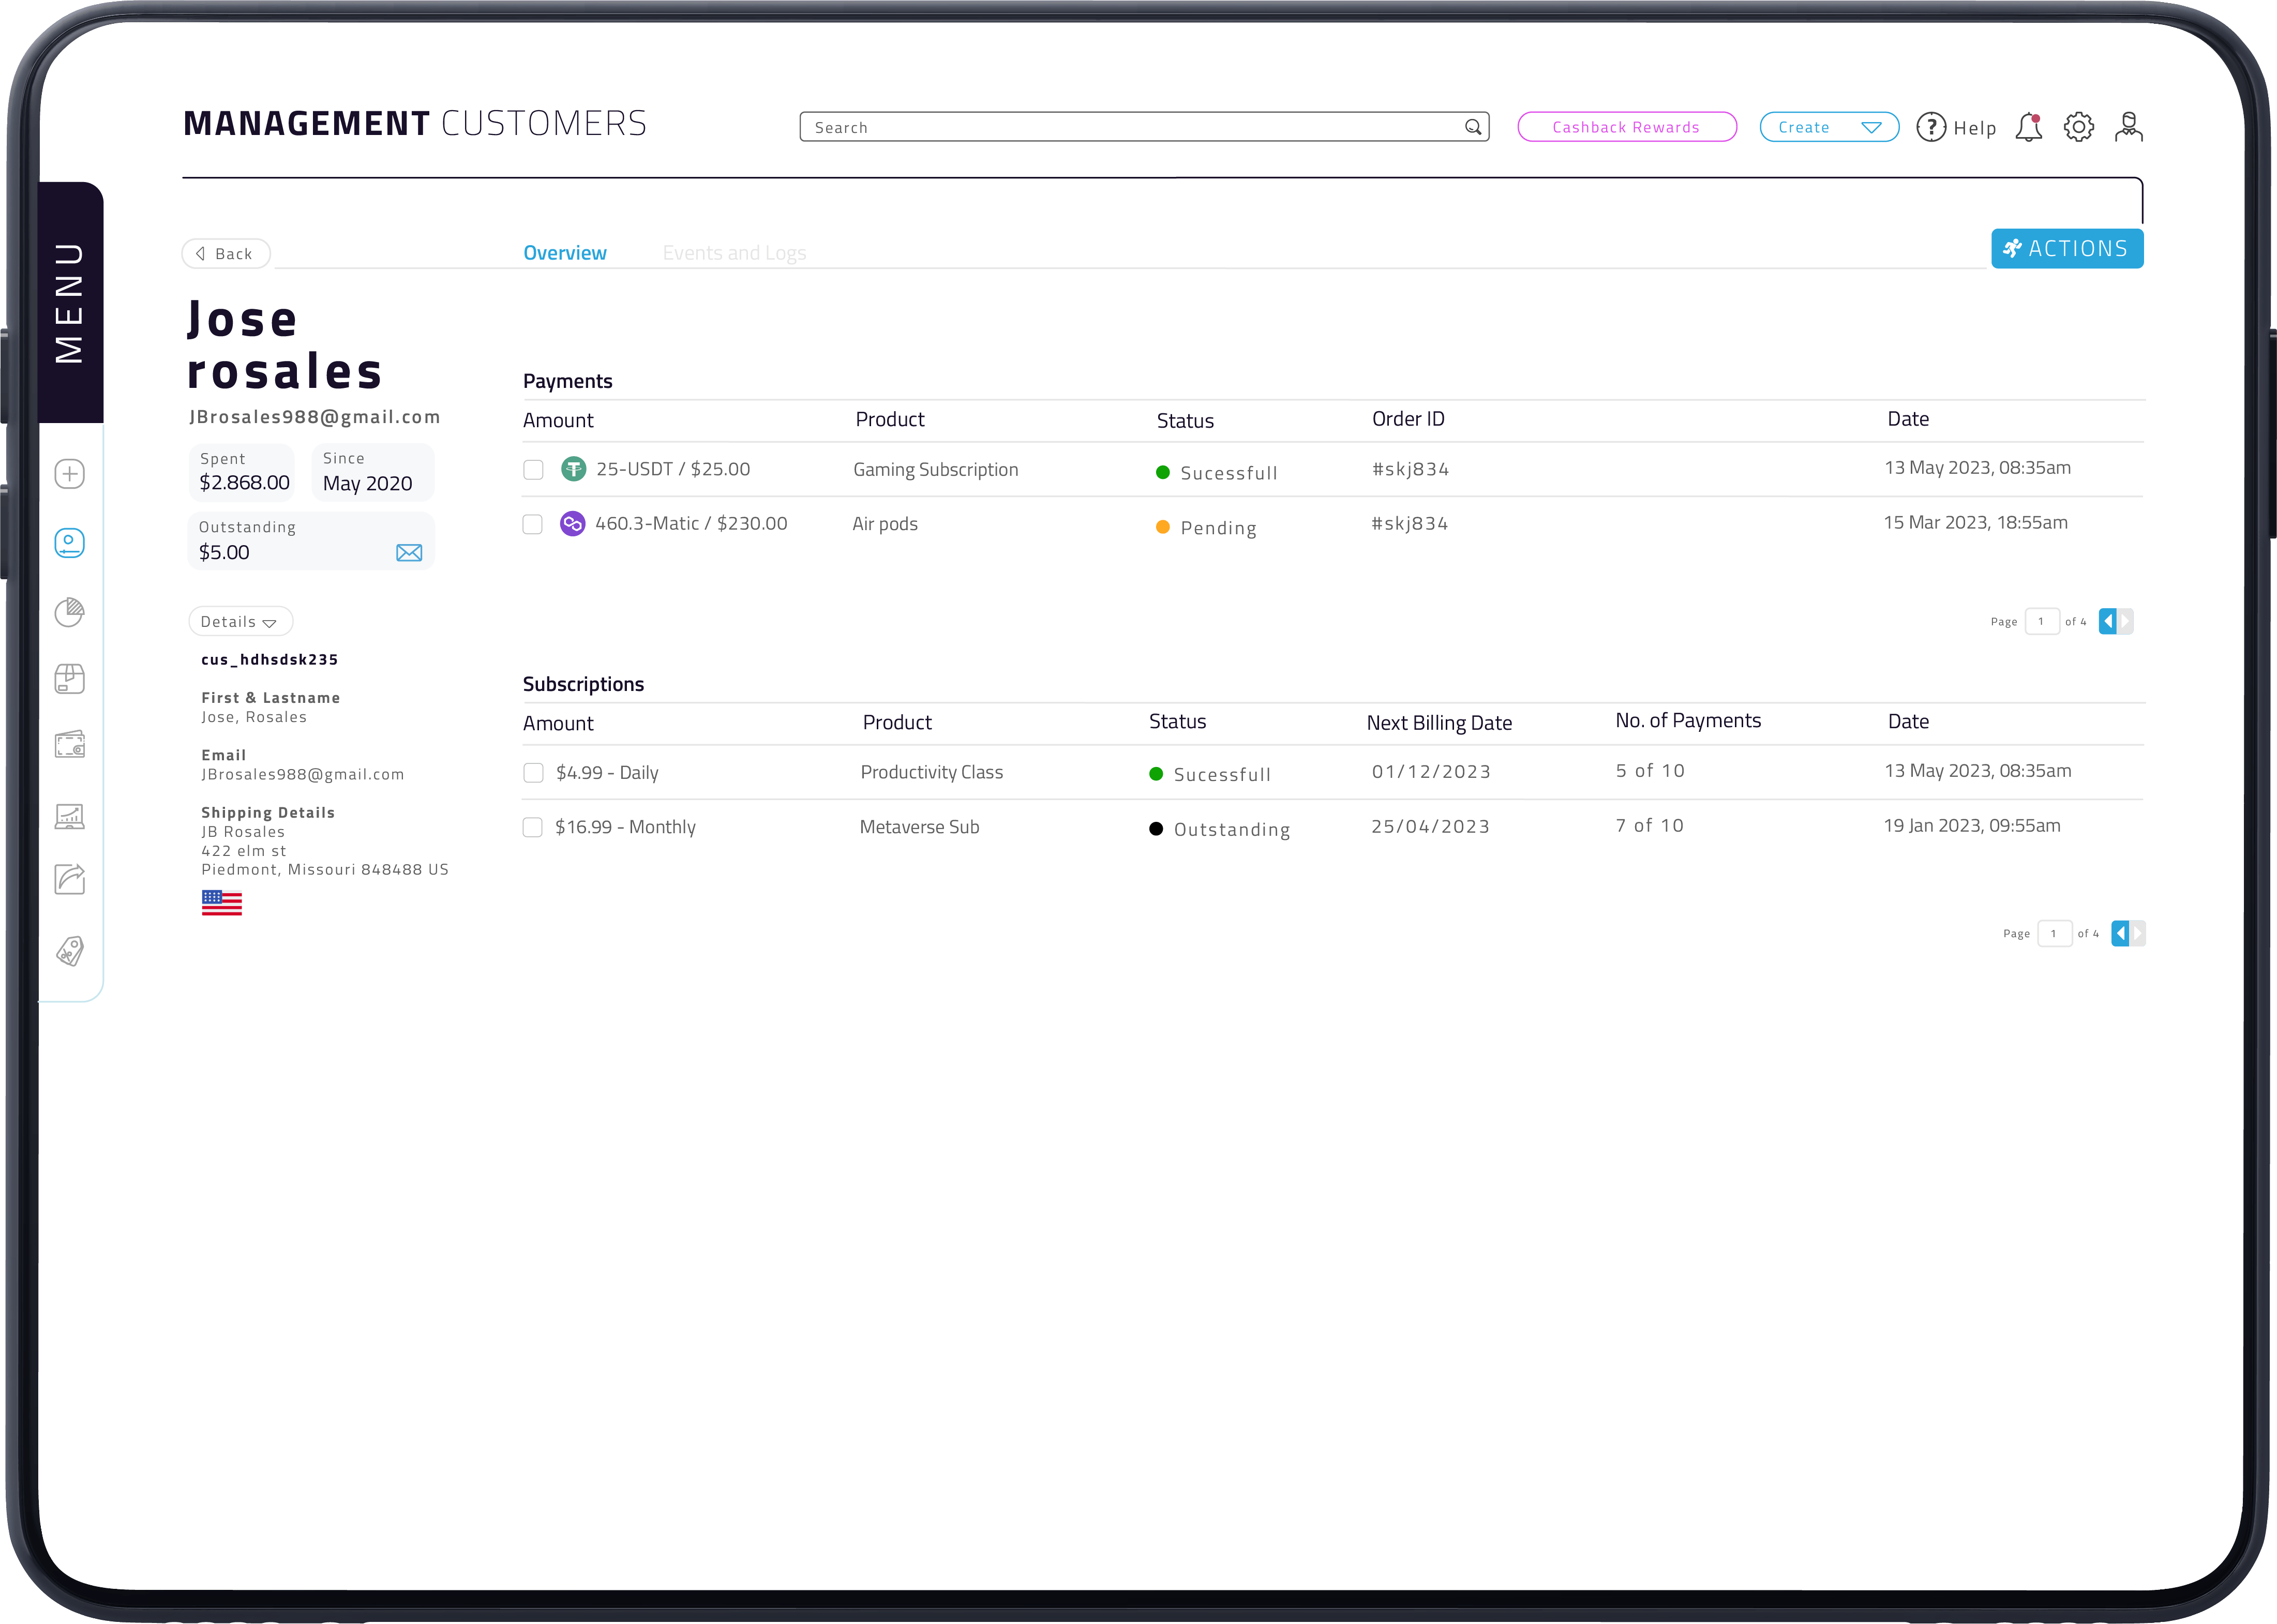 MANAGEMENT CUSTOMERS
Search
Cashback Rewards
Create
? Help
MENU
Back
Overview
Events and Logs
ACTIONS
Jose
rosales
JBrosales988@gmail.com
Spent
$2.868.00
Since
May 2020
Outstanding
$5.00
Details
cus_hdhsdsk235
First & Lastname
Jose, Rosales
Email
JBrosales988@gmail.com
Shipping Details
JB Rosales
422 elm st
Piedmont, Missouri 848488 US
Payments
Amount Product Status Order ID Date
25-USDT / $25.00 Gaming Subscription Sucessfull #skj834 13 May 2023, 08:35am
460.3-Matic / $230.00 Air pods Pending #skj834 15 Mar 2023, 18:55am
Page 1 of 4
Subscriptions
Amount Product Status Next Billing Date No. of Payments Date
$4.99 - Daily Productivity Class Sucessfull 01/12/2023 5 of 10 13 May 2023, 08:35am
$16.99 - Monthly Metaverse Sub Outstanding 25/04/2023 7 of 10 19 Jan 2023, 09:55am
Page 1 of 4